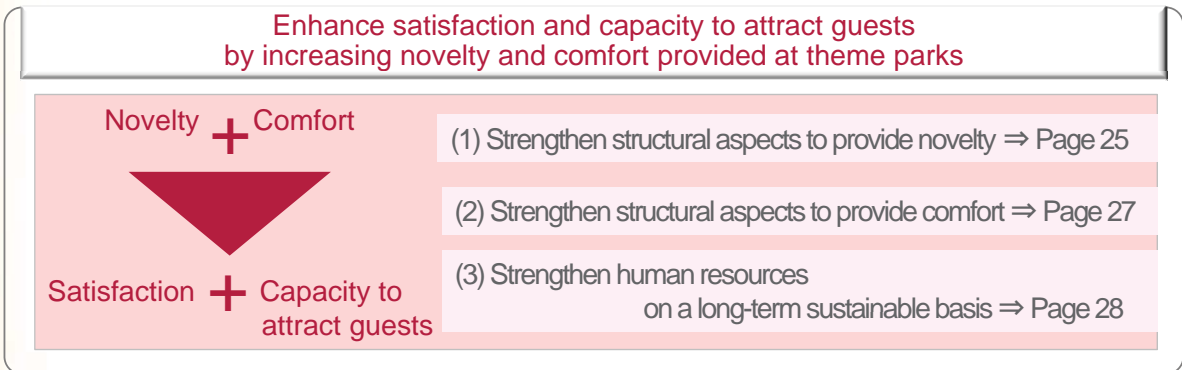 Enhance satisfaction and capacity to attract guests
by increasing novelty and comfort provided at theme parks
Novelty + Comfort
Satisfaction + Capacity to
attract guests
(1) Strengthen structural aspects to provide novelty ⇒ Page 25
(2) Strengthen structural aspects to provide comfort ⇒ Page 27
(3) Strengthen human resources
on a long-term sustainable basis ⇒ Page 28